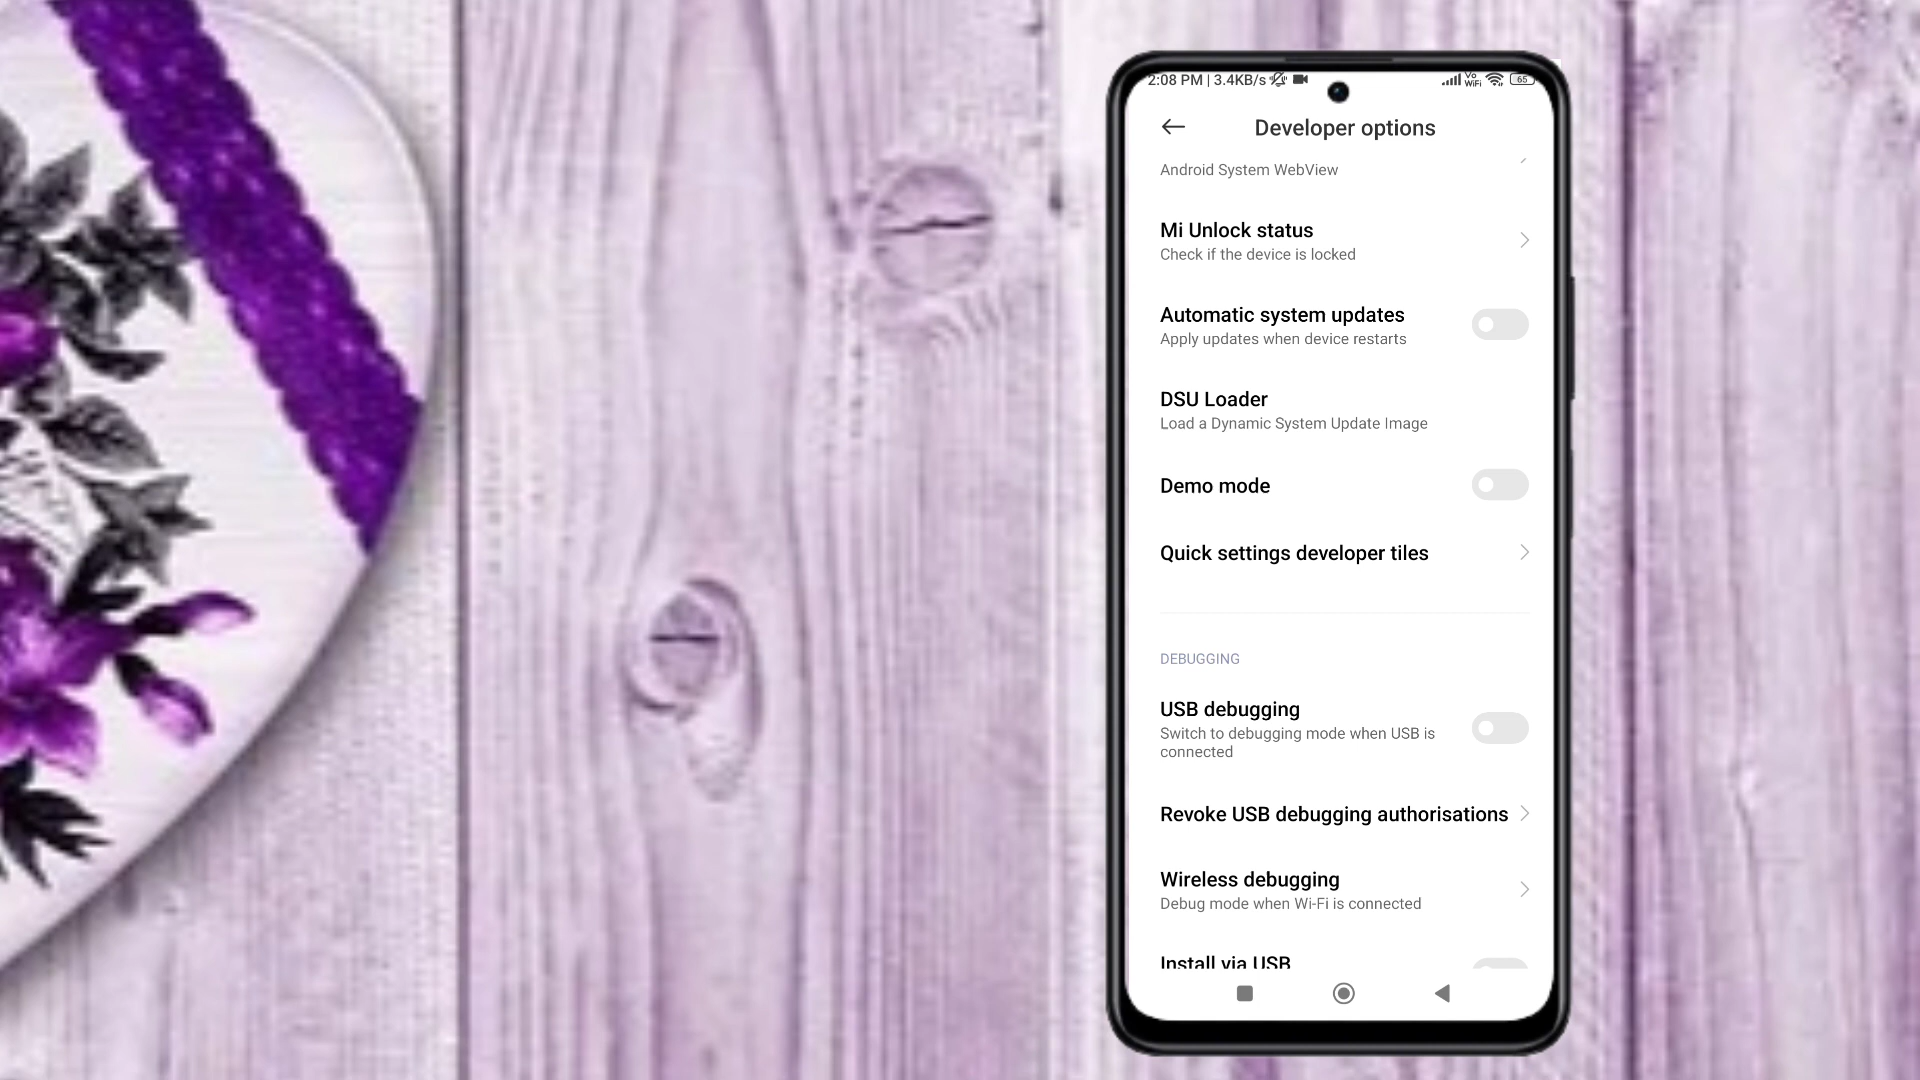 2:08 PM | 3.4KB/s
Vo
WiFi
65
Developer options
Android System WebView
Mi Unlock status
Check if the device is locked
Automatic system updates
Apply updates when device restarts
DSU Loader
Load a Dynamic System Update Image
Demo mode
Quick settings developer tiles
DEBUGGING
USB debugging
Switch to debugging mode when USB is
connected
Revoke USB debugging authorisations
Wireless debugging
Debug mode when Wi-Fi is connected
Install via USB